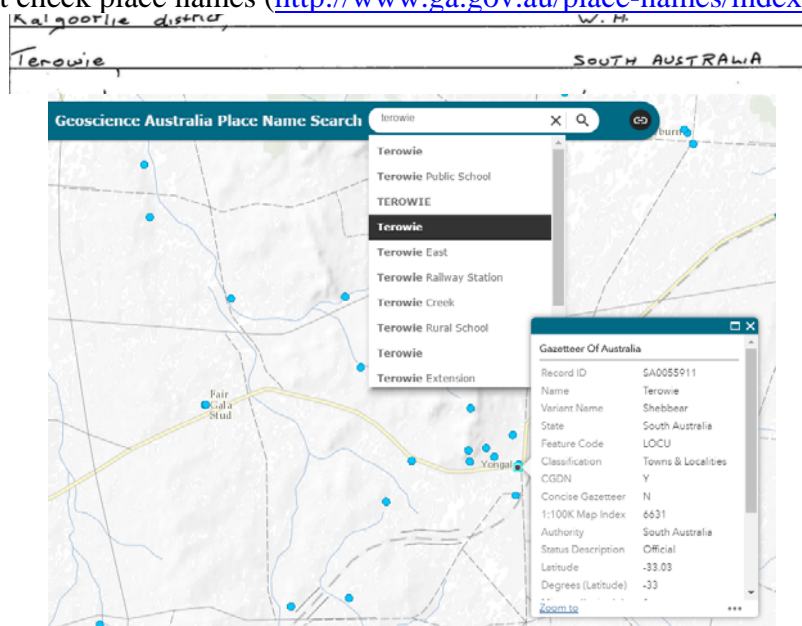 t check place names (http://www.ga.gov.au/place-names/index
Kalgoorlie district, W. A.
Terowie, SOUTH AUSTRALIA
Geoscience Australia Place Name Search terowie
Terowie
Terowie Public School
TEROWIE
Terowie
Terowie East
Terowie Railway Station
Terowie Creek
Terowie Rural School
Terowie
Terowie Extension
burn
Fair
Gala
Stud
Yongal
Gazetteer Of Australia
Record ID SA0055911
Name Terowie
Variant Name Shebbear
State South Australia
Feature Code LOCU
Classification Towns & Localities
CGDN Y
Concise Gazetteer N
1:100K Map Index 6631
Authority South Australia
Status Description Official
Latitude -33.03
Degrees (Latitude) -33
Zoom to